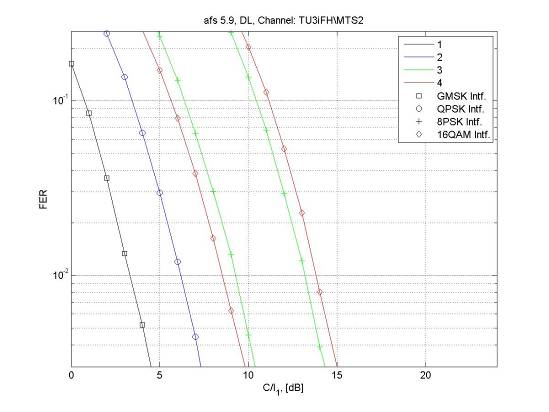 afs 5.9, DL, Channel: TU3iFH\MTS2
1
2
3
4
GMSK Intf.
QPSK Intf.
8PSK Intf.
16QAM Intf.
10^-1
10^-2
FER
0 5 10 15 20
C/I_1, [dB]